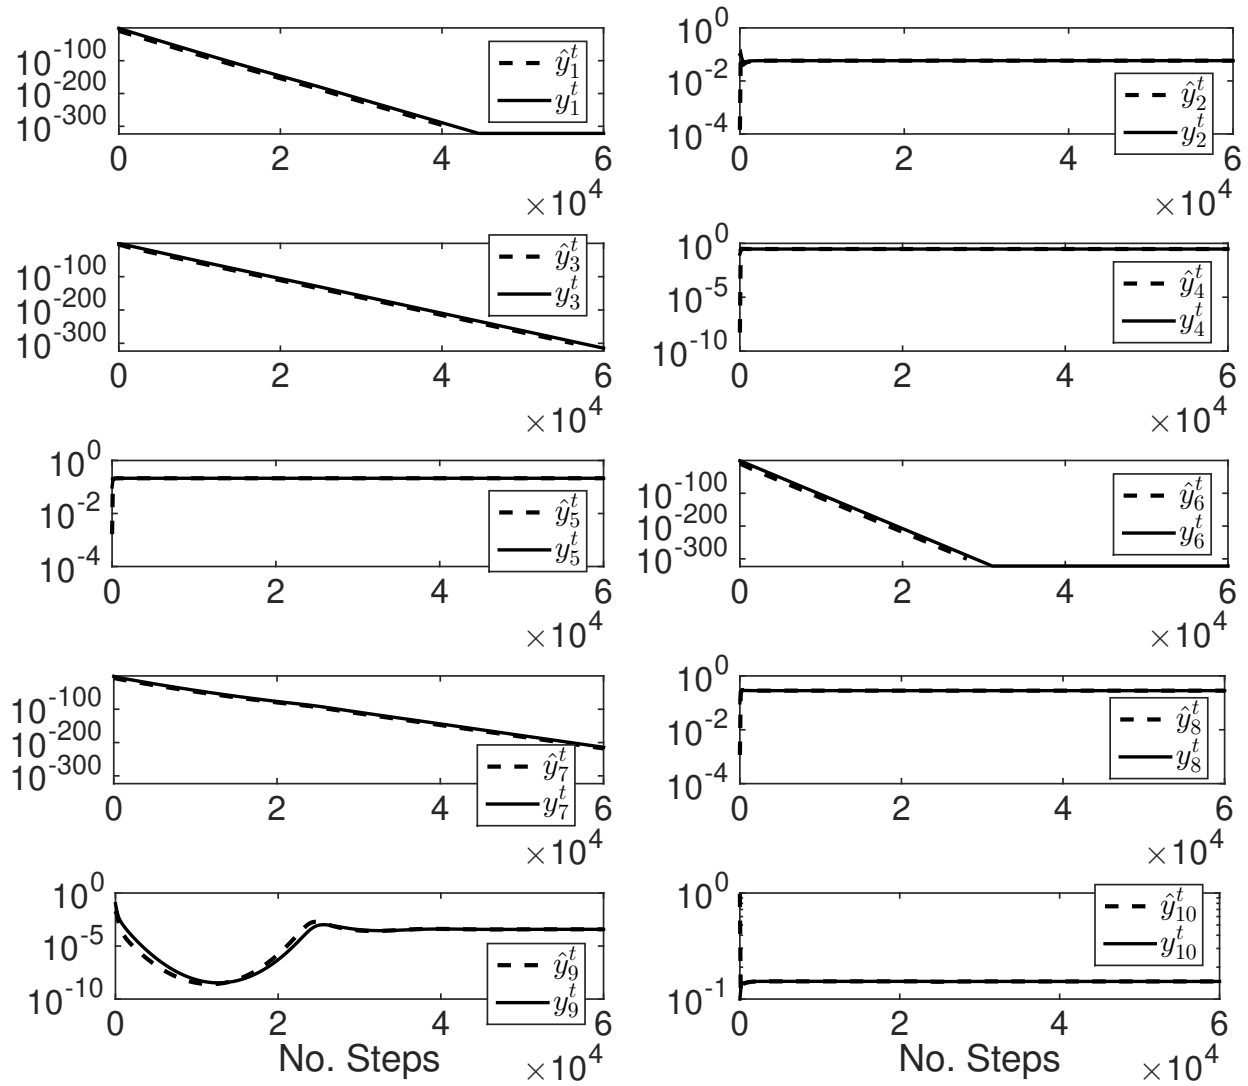 10^-100
10^-200
10^-300
0 2 4 6
×10^4
ŷ_1^t
y_1^t
10^0
10^-2
10^-4
0 2 4 6
×10^4
ŷ_2^t
y_2^t
10^-100
10^-200
10^-300
0 2 4 6
×10^4
ŷ_3^t
y_3^t
10^0
10^-5
10^-10
0 2 4 6
×10^4
ŷ_4^t
y_4^t
10^0
10^-2
10^-4
0 2 4 6
×10^4
ŷ_5^t
y_5^t
10^-100
10^-200
10^-300
0 2 4 6
×10^4
ŷ_6^t
y_6^t
10^-100
10^-200
10^-300
0 2 4 6
×10^4
ŷ_7^t
y_7^t
10^0
10^-2
10^-4
0 2 4 6
×10^4
ŷ_8^t
y_8^t
10^0
10^-5
10^-10
0 2 4 6
No. Steps ×10^4
ŷ_9^t
y_9^t
10^0
10^-1
0 2 4 6
No. Steps ×10^4
ŷ_10^t
y_10^t